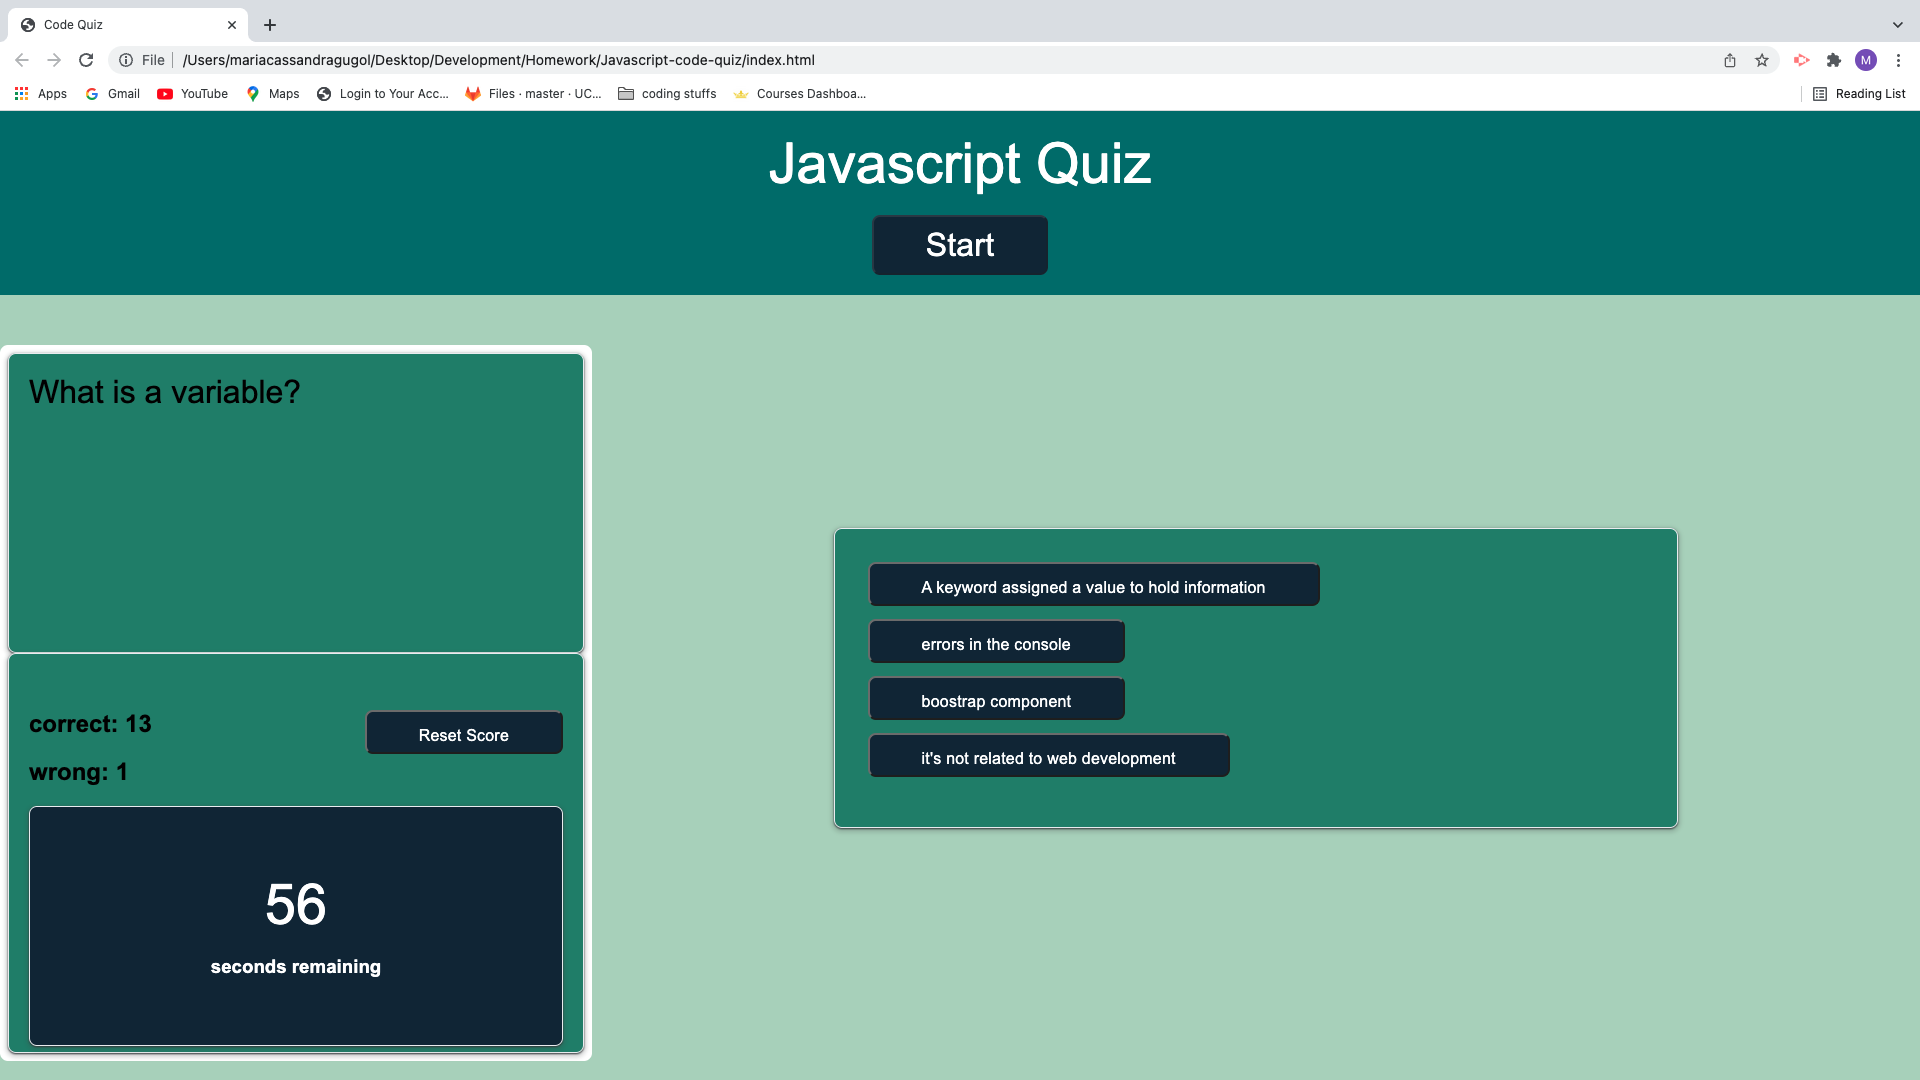 Code Quiz
File /Users/mariacassandragugol/Desktop/Development/Homework/Javascript-code-quiz/index.html
M
Apps Gmail YouTube Maps Login to Your Acc... Files · master · UC... coding stuffs Courses Dashboa... Reading List
Javascript Quiz
Start
What is a variable?
A keyword assigned a value to hold information
errors in the console
boostrap component
it's not related to web development
correct: 13
Reset Score
wrong: 1
56
seconds remaining